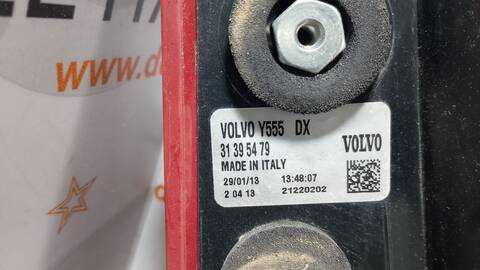 www.d
VOLVO Y555 DX
31 39 54 79
VOLVO
MADE IN ITALY
29/01/13 13:48:07
2 04 13 21220202